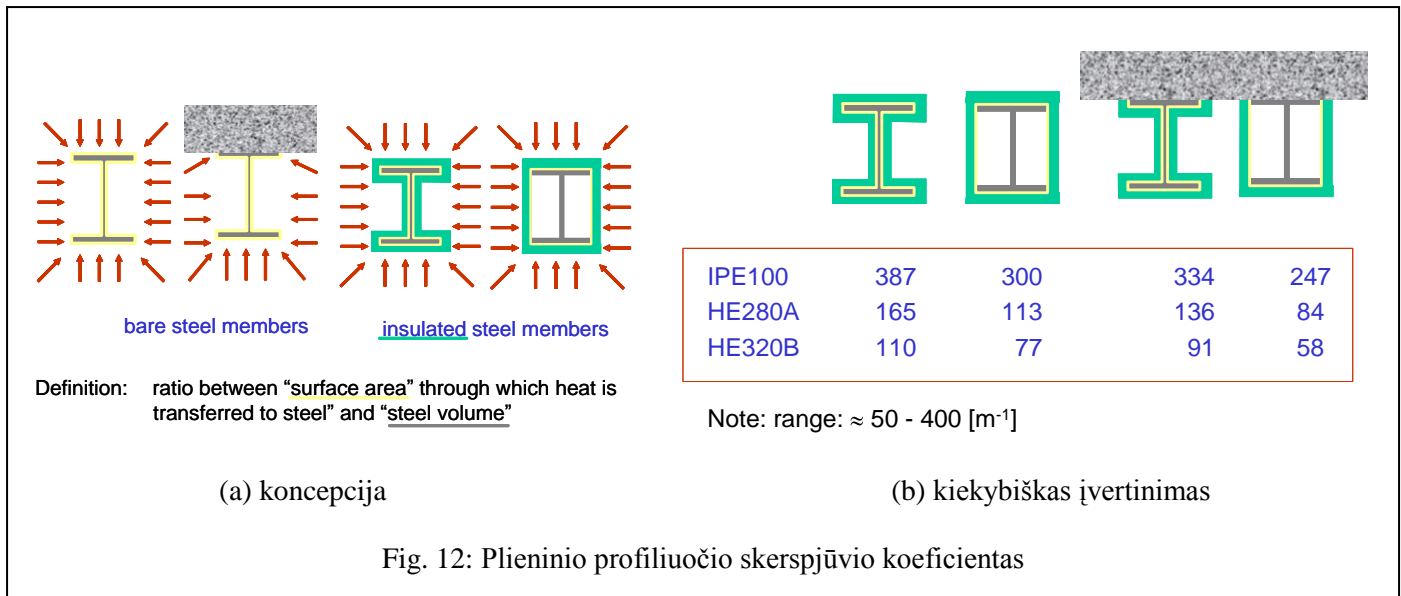 bare steel members
insulated steel members
Definition: ratio between “surface area” through which heat is
transferred to steel” and “steel volume”
IPE100 387 300 334 247
HE280A 165 113 136 84
HE320B 110 77 91 58
Note: range: ≈ 50 - 400 [m⁻¹]
(a) koncepcija
(b) kiekybiškas įvertinimas
Fig. 12: Plieninio profiliuočio skerspjūvio koeficientas